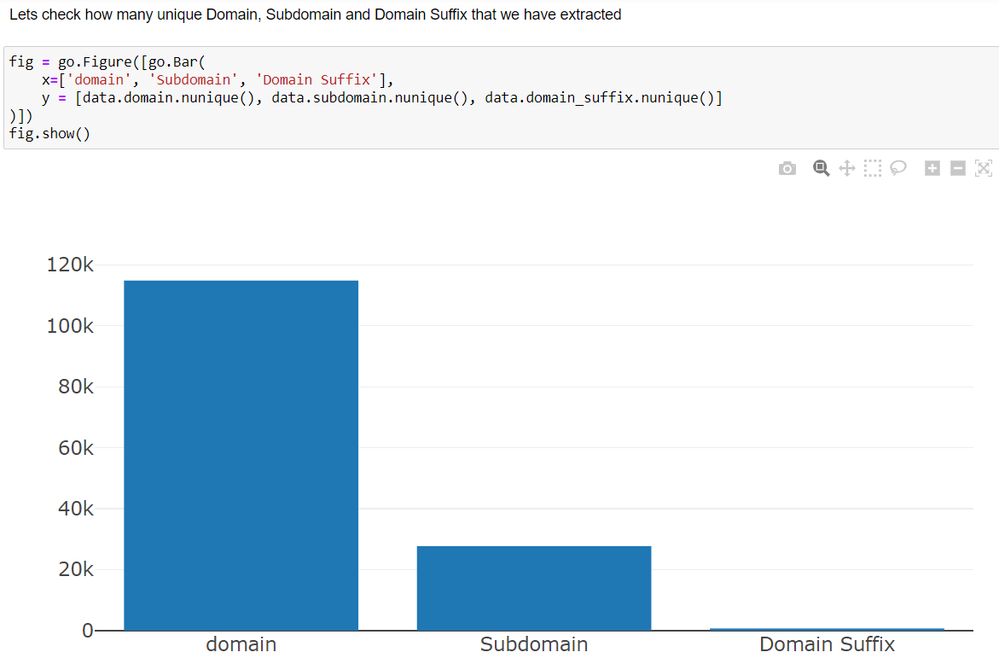 Lets check how many unique Domain, Subdomain and Domain Suffix that we have extracted
fig = go.Figure([go.Bar(
    x=['domain', 'Subdomain', 'Domain Suffix'],
    y = [data.domain.nunique(), data.subdomain.nunique(), data.domain_suffix.nunique()]
)])
fig.show()
120k
100k
80k
60k
40k
20k
0
domain Subdomain Domain Suffix